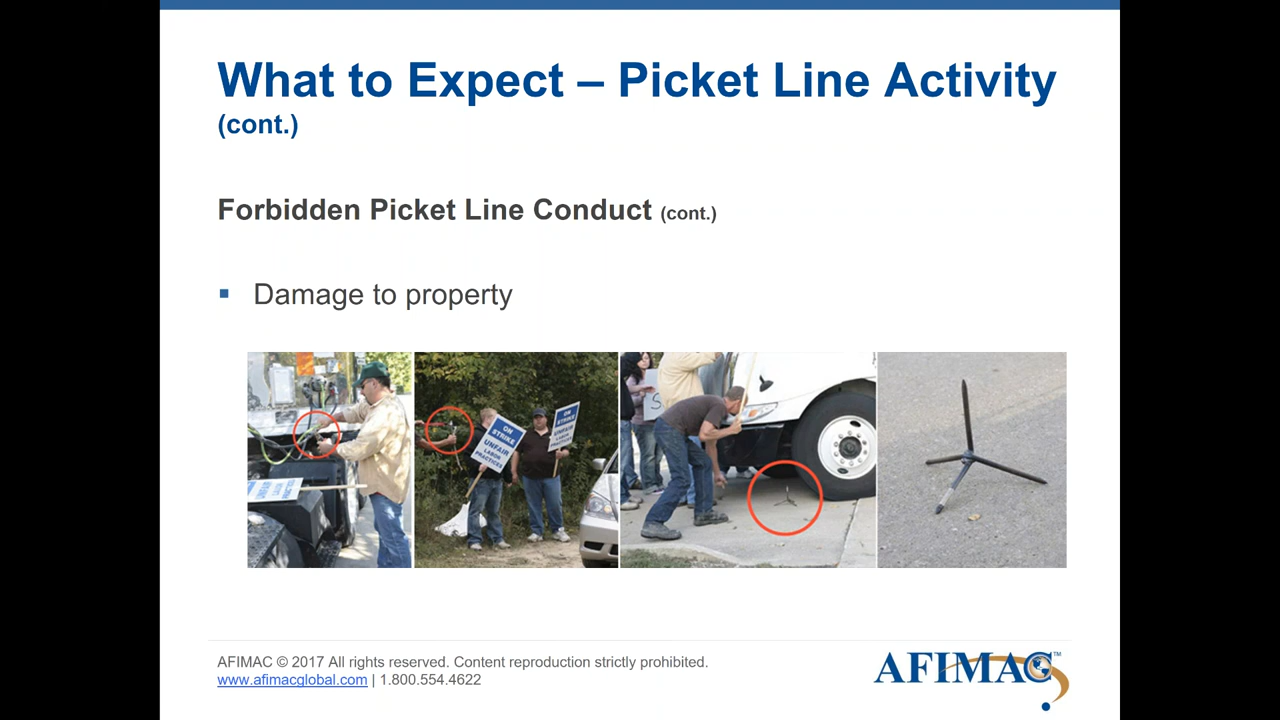 What to Expect – Picket Line Activity
(cont.)
Forbidden Picket Line Conduct (cont.)
▪ Damage to property
ON
STRIKE
UNFAIR
LABOR
PRACTICES
ON
STRIKE
UNFAIR
LABOR
PRACTICES
S
AFIMAC © 2017 All rights reserved. Content reproduction strictly prohibited.
www.afimacglobal.com | 1.800.554.4622
AFIMAC™